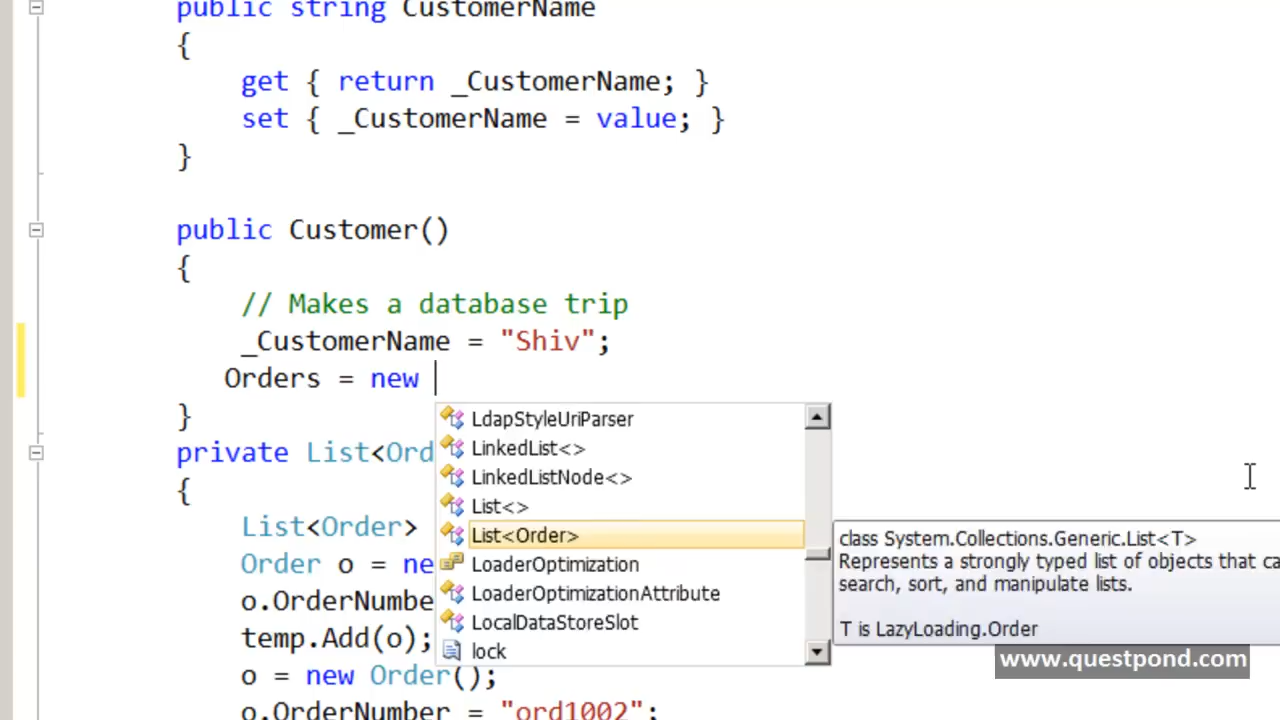 public string CustomerName
{
get { return _CustomerName; }
set { _CustomerName = value; }
}
public Customer()
{
// Makes a database trip
_CustomerName = "Shiv";
Orders = new
}
private List<Ord
{
List<Order>
Order o = ne
o.OrderNumbe
temp.Add(o);
o = new Order();
o.OrderNumber = "ord1002";
LdapStyleUriParser
LinkedList<>
LinkedListNode<>
List<>
List<Order>
LoaderOptimization
LoaderOptimizationAttribute
LocalDataStoreSlot
lock
class System.Collections.Generic.List<T>
Represents a strongly typed list of objects that ca
search, sort, and manipulate lists.
T is LazyLoading.Order
www.questpond.com